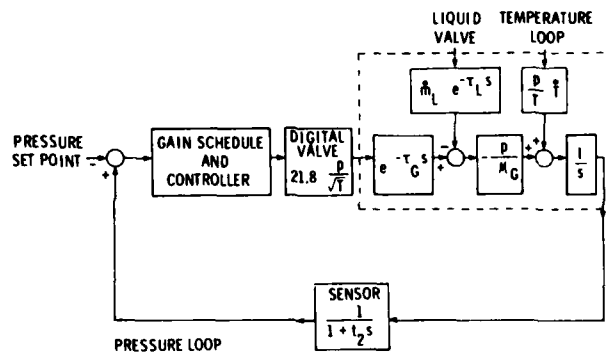 LIQUID VALVE
TEMPERATURE LOOP
ṁ_L e^{-τ_L s}
p/T Ṫ
PRESSURE SET POINT
-
+
GAIN SCHEDULE AND CONTROLLER
DIGITAL VALVE
21.8 p/√T
e^{-τ_G s}
-
+
-p/M_G
+ +
1/s
SENSOR
1/(1 + t_2 s)
PRESSURE LOOP